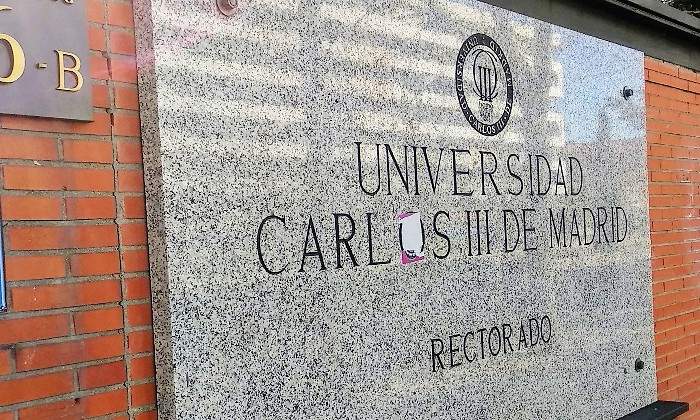 -B
UNIVERSIDAD
CARLOS III DE MADRID
RECTORADO